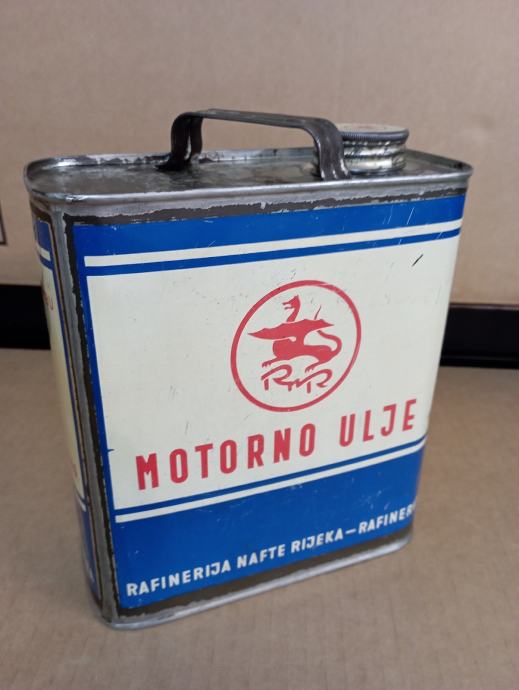 RNR
MOTORNO ULJE
RAFINERIJA NAFTE RIJEKA — RAFINER